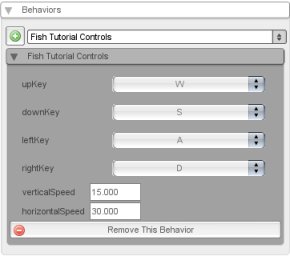 Behaviors
Fish Tutorial Controls
Fish Tutorial Controls
upKey W
downKey S
leftKey A
rightKey D
verticalSpeed 15.000
horizontalSpeed 30.000
Remove This Behavior